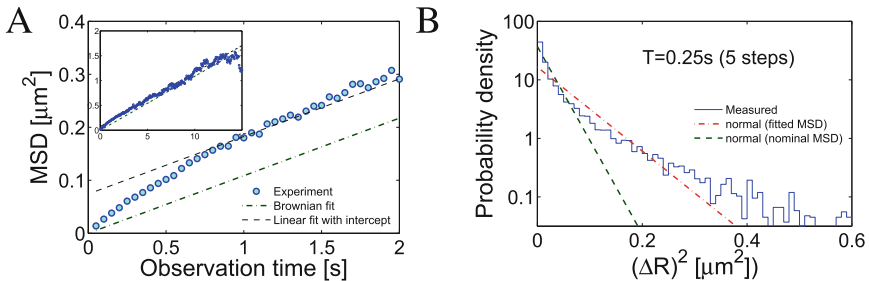 A
MSD [μm²]
0.4
0.3
0.2
0.1
0
0
0.5
1
1.5
2
Observation time [s]
2
1.5
1
0.5
0
0
5
10
15
Experiment
Brownian fit
Linear fit with intercept
B
Probability density
100
10
1
0.1
0
0.2
0.4
0.6
(ΔR)² [μm²])
T=0.25s (5 steps)
Measured
normal (fitted MSD)
normal (nominal MSD)